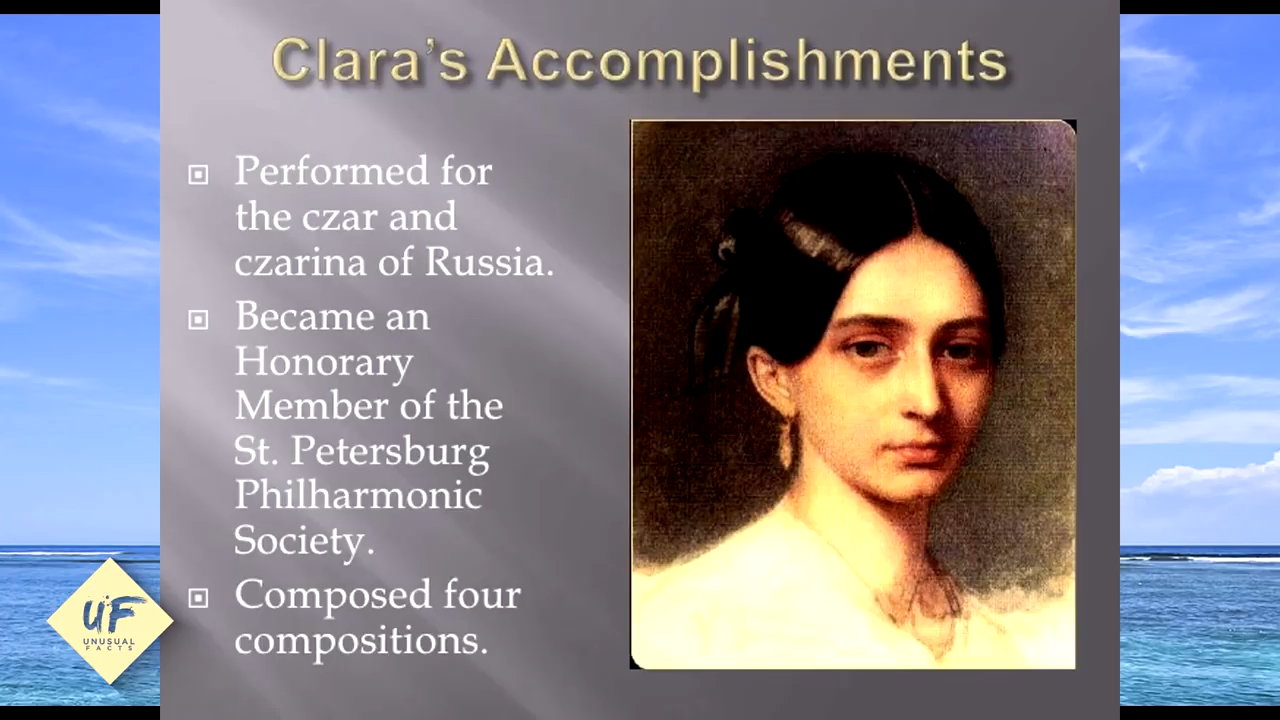 Clara’s Accomplishments
Performed for
the czar and
czarina of Russia.
Became an
Honorary
Member of the
St. Petersburg
Philharmonic
Society.
Composed four
compositions.
UF
UNUSUAL
FACTS